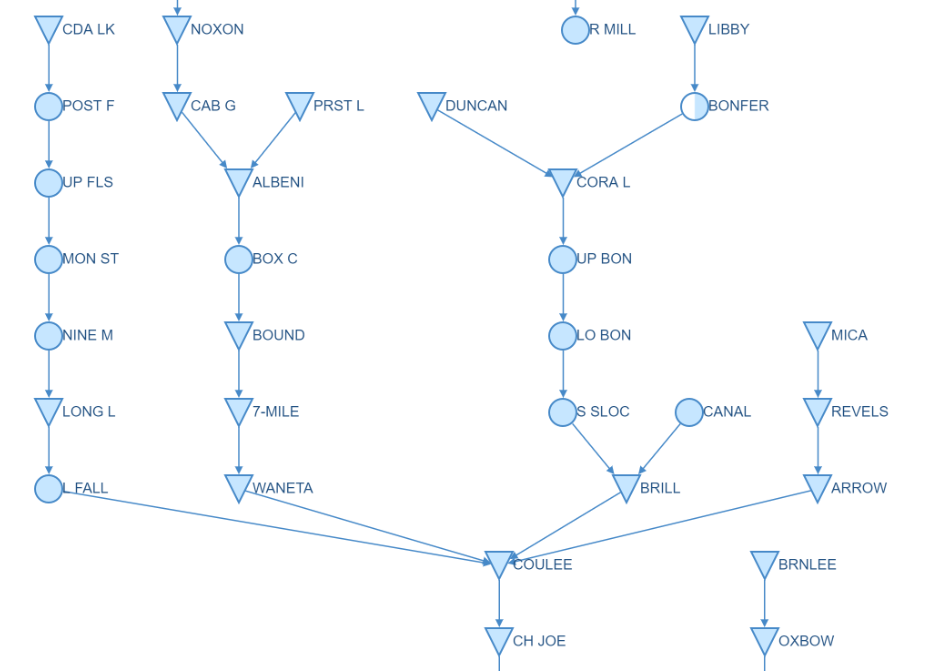 CDA LK
NOXON
R MILL
LIBBY
POST F
CAB G
PRST L
DUNCAN
BONFER
UP FLS
ALBENI
CORA L
MON ST
BOX C
UP BON
NINE M
BOUND
LO BON
MICA
LONG L
7-MILE
S SLOC
CANAL
REVELS
L FALL
WANETA
BRILL
ARROW
COULEE
BRNLEE
CH JOE
OXBOW